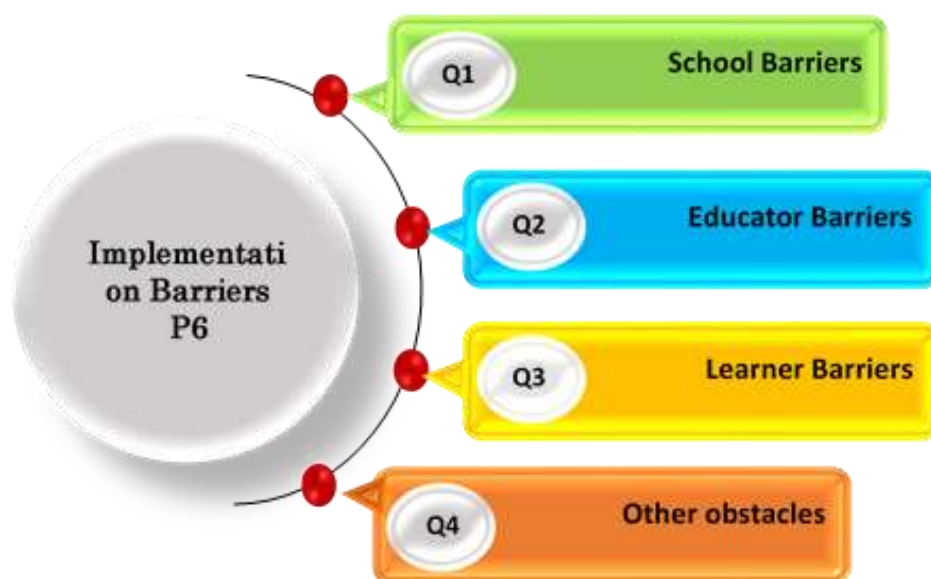 Q1 School Barriers
Q2 Educator Barriers
Implementati
on Barriers
P6
Q3 Learner Barriers
Q4 Other obstacles